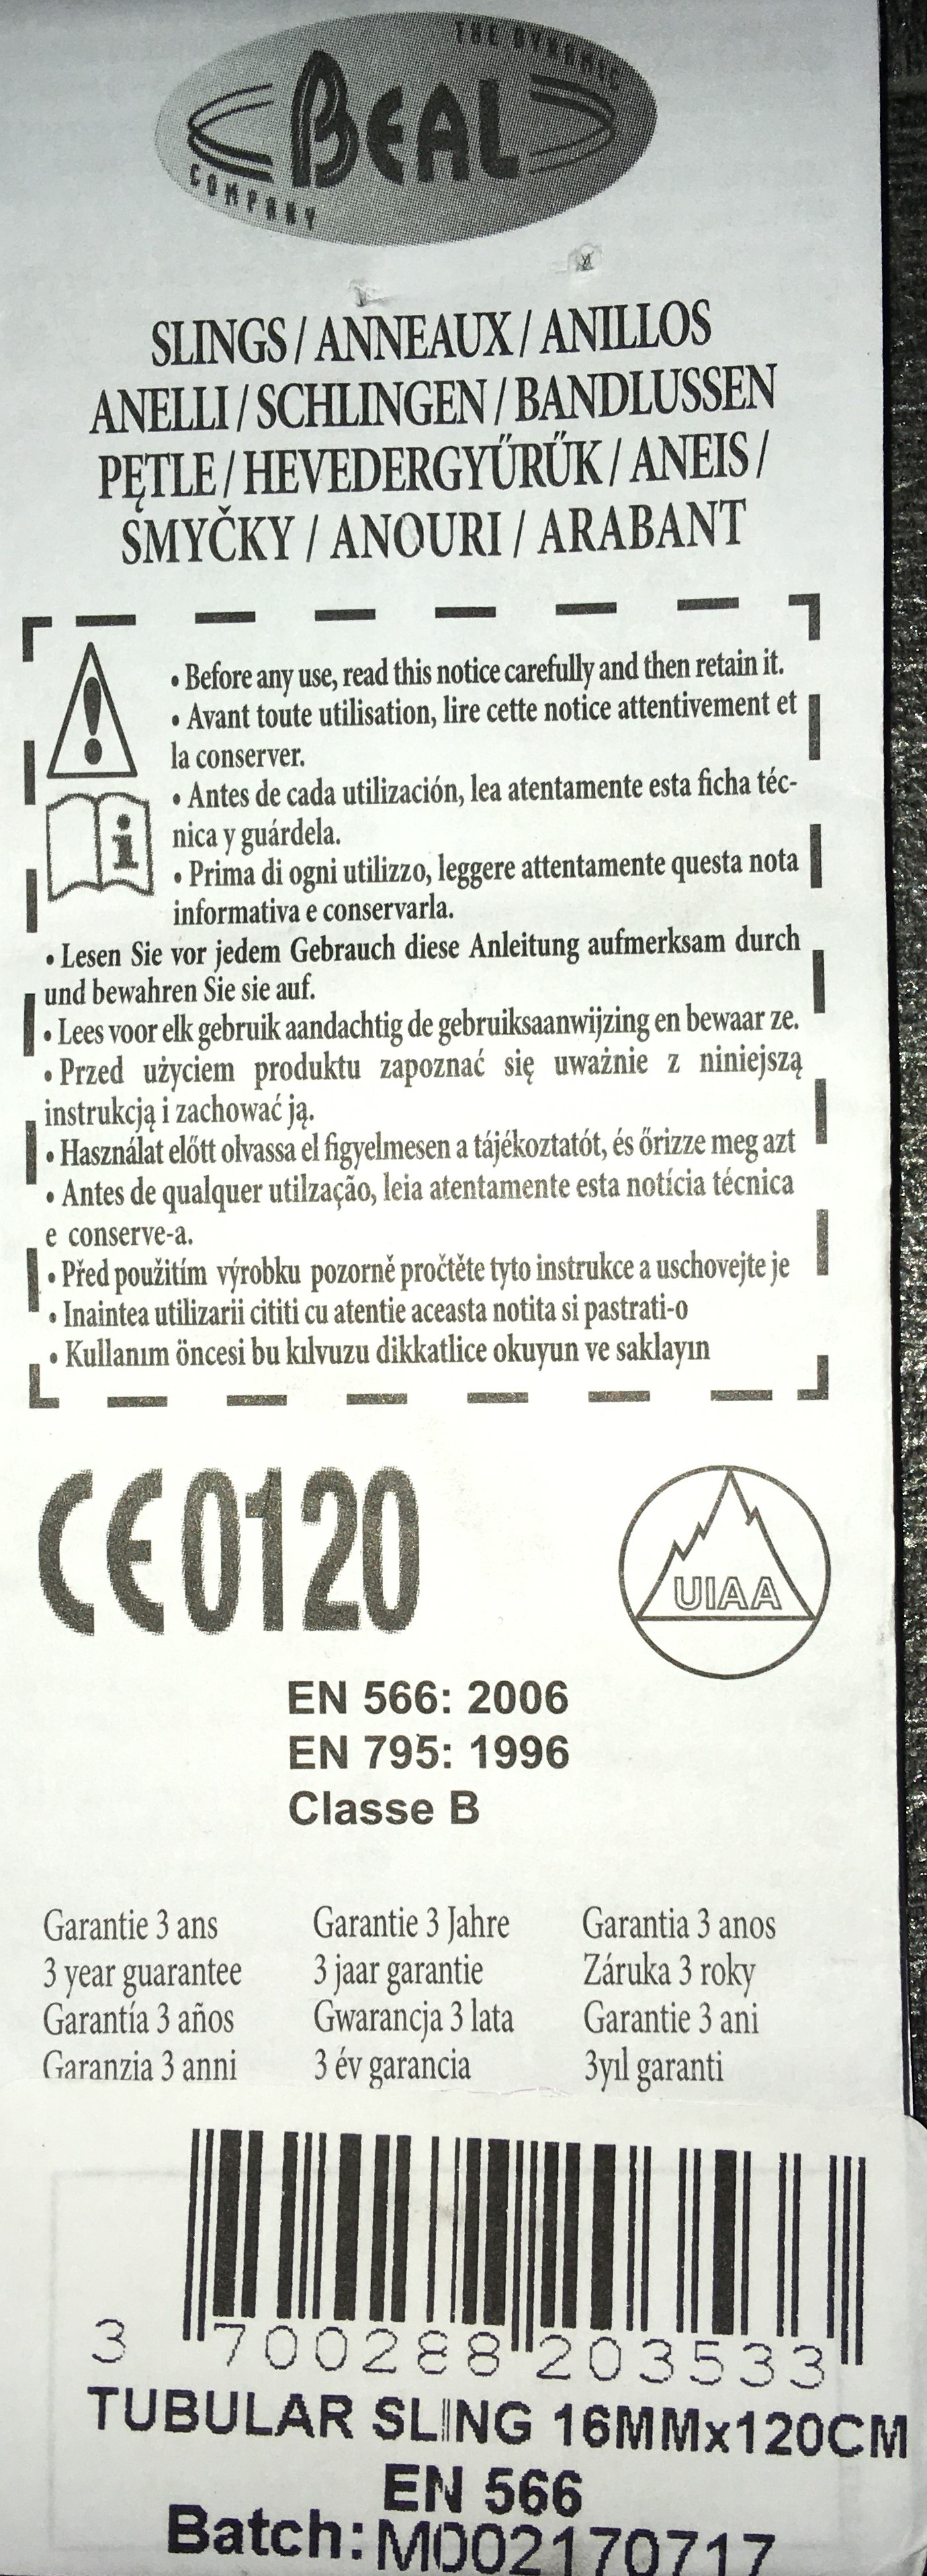 THE DYNAMIC
BEAL
COMPANY
SLINGS / ANNEAUX / ANILLOS
ANELLI / SCHLINGEN / BANDLUSSEN
PĘTLE / HEVEDERGYŰRŰK / ANEIS /
SMYČKY / ANOURI / ARABANT
• Before any use, read this notice carefully and then retain it.
• Avant toute utilisation, lire cette notice attentivement et
la conserver.
• Antes de cada utilización, lea atentamente esta ficha téc-
nica y guárdela.
• Prima di ogni utilizzo, leggere attentamente questa nota
informativa e conservarla.
• Lesen Sie vor jedem Gebrauch diese Anleitung aufmerksam durch
und bewahren Sie sie auf.
• Lees voor elk gebruik aandachtig de gebruiksaanwijzing en bewaar ze.
• Przed użyciem produktu zapoznać się uważnie z niniejszą
instrukcją i zachować ją.
• Használat előtt olvassa el figyelmesen a tájékoztatót, és őrizze meg azt
• Antes de qualquer utilzação, leia atentamente esta notícia técnica
e conserve-a.
• Před použitím výrobku pozorně pročtěte tyto instrukce a uschovejte je
• Inaintea utilizarii cititi cu atentie aceasta notita si pastrati-o
• Kullanım öncesi bu kılvuzu dikkatlice okuyun ve saklayın
CE0120
UIAA
EN 566: 2006
EN 795: 1996
Classe B
Garantie 3 ans
3 year guarantee
Garantía 3 años
Garanzia 3 anni
Garantie 3 Jahre
3 jaar garantie
Gwarancja 3 lata
3 év garancia
Garantia 3 anos
Záruka 3 roky
Garantie 3 ani
3yıl garanti
3 700288 203533
TUBULAR SLING 16MMx120CM
EN 566
Batch: M002170717